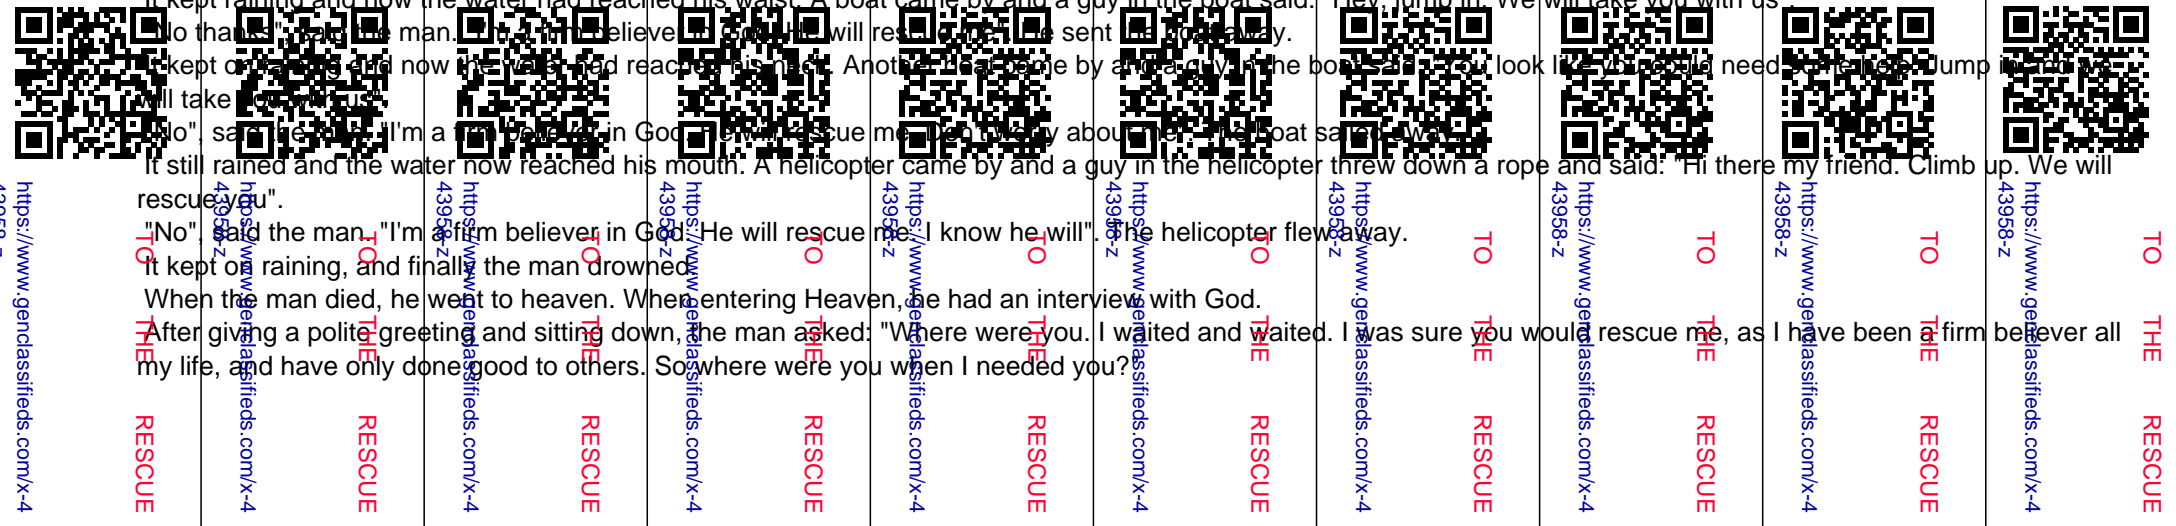 It kept raining and now the water had reached his waist. A boat came by and a guy in the boat said: "Hey, jump in. We will take you with us".
"No thanks", said the man. "I'm a firm believer in God. He will rescue me". He sent the boat away.
It kept on raining and now the water had reached his neck. Another boat came by and a guy in the boat said: "You look like you could need some help. Jump in and we
will take you with us".
"No", said the man. "I'm a firm believer in God. He will rescue me. Don't worry about me." The boat sailed away.
It still rained and the water now reached his mouth. A helicopter came by and a guy in the helicopter threw down a rope and said: "Hi there my friend. Climb up. We will
rescue you".
"No", said the man. "I'm a firm believer in God. He will rescue me. I know he will". The helicopter flew away.
It kept on raining, and finally the man drowned.
When the man died, he went to heaven. When entering Heaven, he had an interview with God.
After giving a polite greeting and sitting down, the man asked: "Where were you. I waited and waited. I was sure you would rescue me, as I have been a firm believer all
my life, and have only done good to others. So where were you when I needed you?"
https://www.genclassifieds.com/x-4
43958-z
TO THE RESCUE
https://www.genclassifieds.com/x-4
43958-z
TO THE RESCUE
https://www.genclassifieds.com/x-4
43958-z
TO THE RESCUE
https://www.genclassifieds.com/x-4
TO THE RESCUE
https://www.genclassifieds.com/x-4
43958-z
TO THE RESCUE
https://www.genclassifieds.com/x-4
43958-z
TO THE RESCUE
https://www.genclassifieds.com/x-4
43958-z
TO THE RESCUE
https://www.genclassifieds.com/x-4
43958-z
TO THE RESCUE
https://www.genclassifieds.com/x-4
43958-z
TO THE RESCUE
https://www.genclassifieds.com/x-4
43958-z
TO THE RESCUE